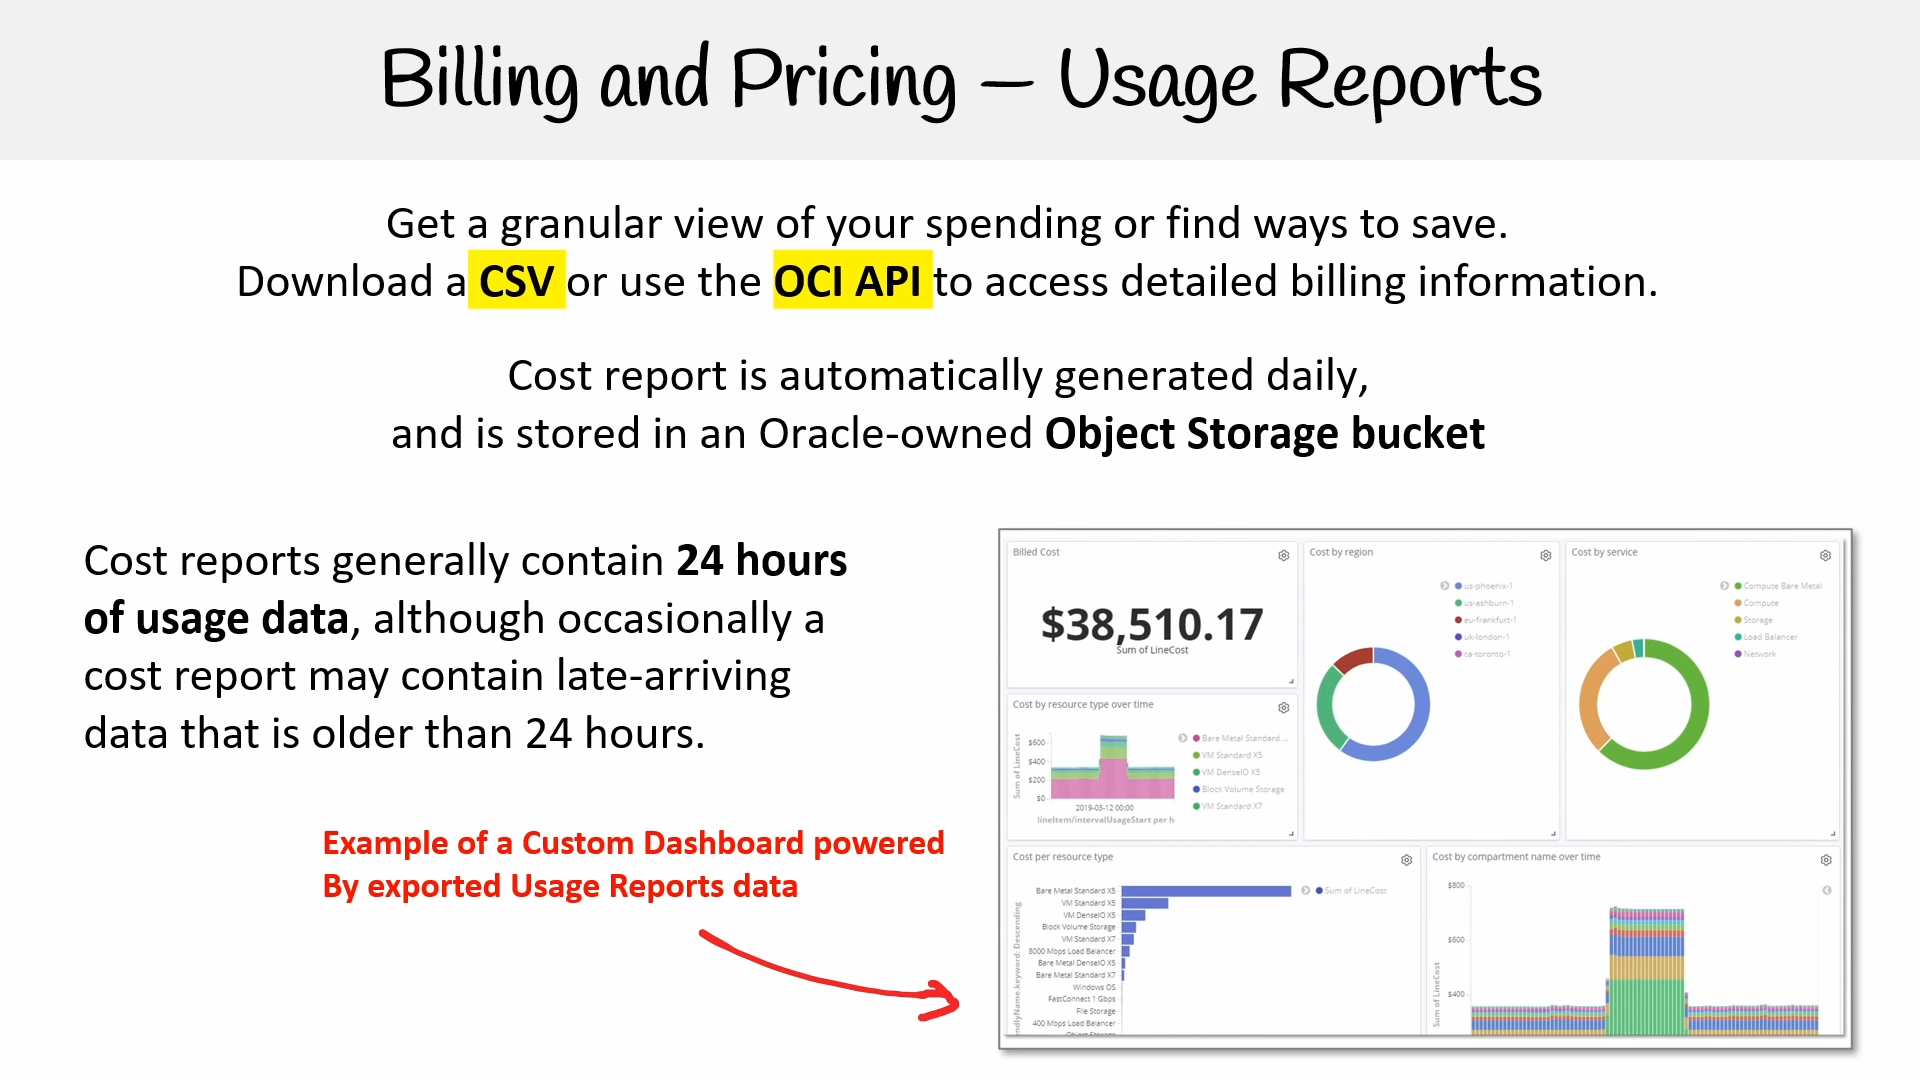 Billing and Pricing – Usage Reports
Get a granular view of your spending or find ways to save.
Download a CSV or use the OCI API to access detailed billing information.
Cost report is automatically generated daily,
and is stored in an Oracle-owned Object Storage bucket
Cost reports generally contain 24 hours
of usage data, although occasionally a
cost report may contain late-arriving
data that is older than 24 hours.
Example of a Custom Dashboard powered
By exported Usage Reports data
Billed Cost
$38,510.17
Sum of LineCost
Cost by region
us-phoenix-1
us-ashburn-1
eu-frankfurt-1
uk-london-1
ca-toronto-1
Cost by service
Compute Bare Metal
Compute
Storage
Load Balancer
Network
Cost by resource type over time
Sum of LineCost
$600
$400
$200
$0
2019-03-12 00:00
lineItem/intervalUsageStart per h
Bare Metal Standard ...
VM Standard X5
VM DenseIO X5
Block Volume Storage
VM Standard X7
Cost per resource type
ndlyName.keyword: Descending
Bare Metal Standard X5
VM Standard X5
VM DenseIO X5
Block Volume Storage
VM Standard X7
8000 Mbps Load Balancer
Bare Metal DenseIO X5
Bare Metal Standard X7
Windows OS
FastConnect 1 Gbps
File Storage
400 Mbps Load Balancer
Object Storage
Sum of LineCost
Cost by compartment name over time
Sum of LineCost
$800
$600
$400